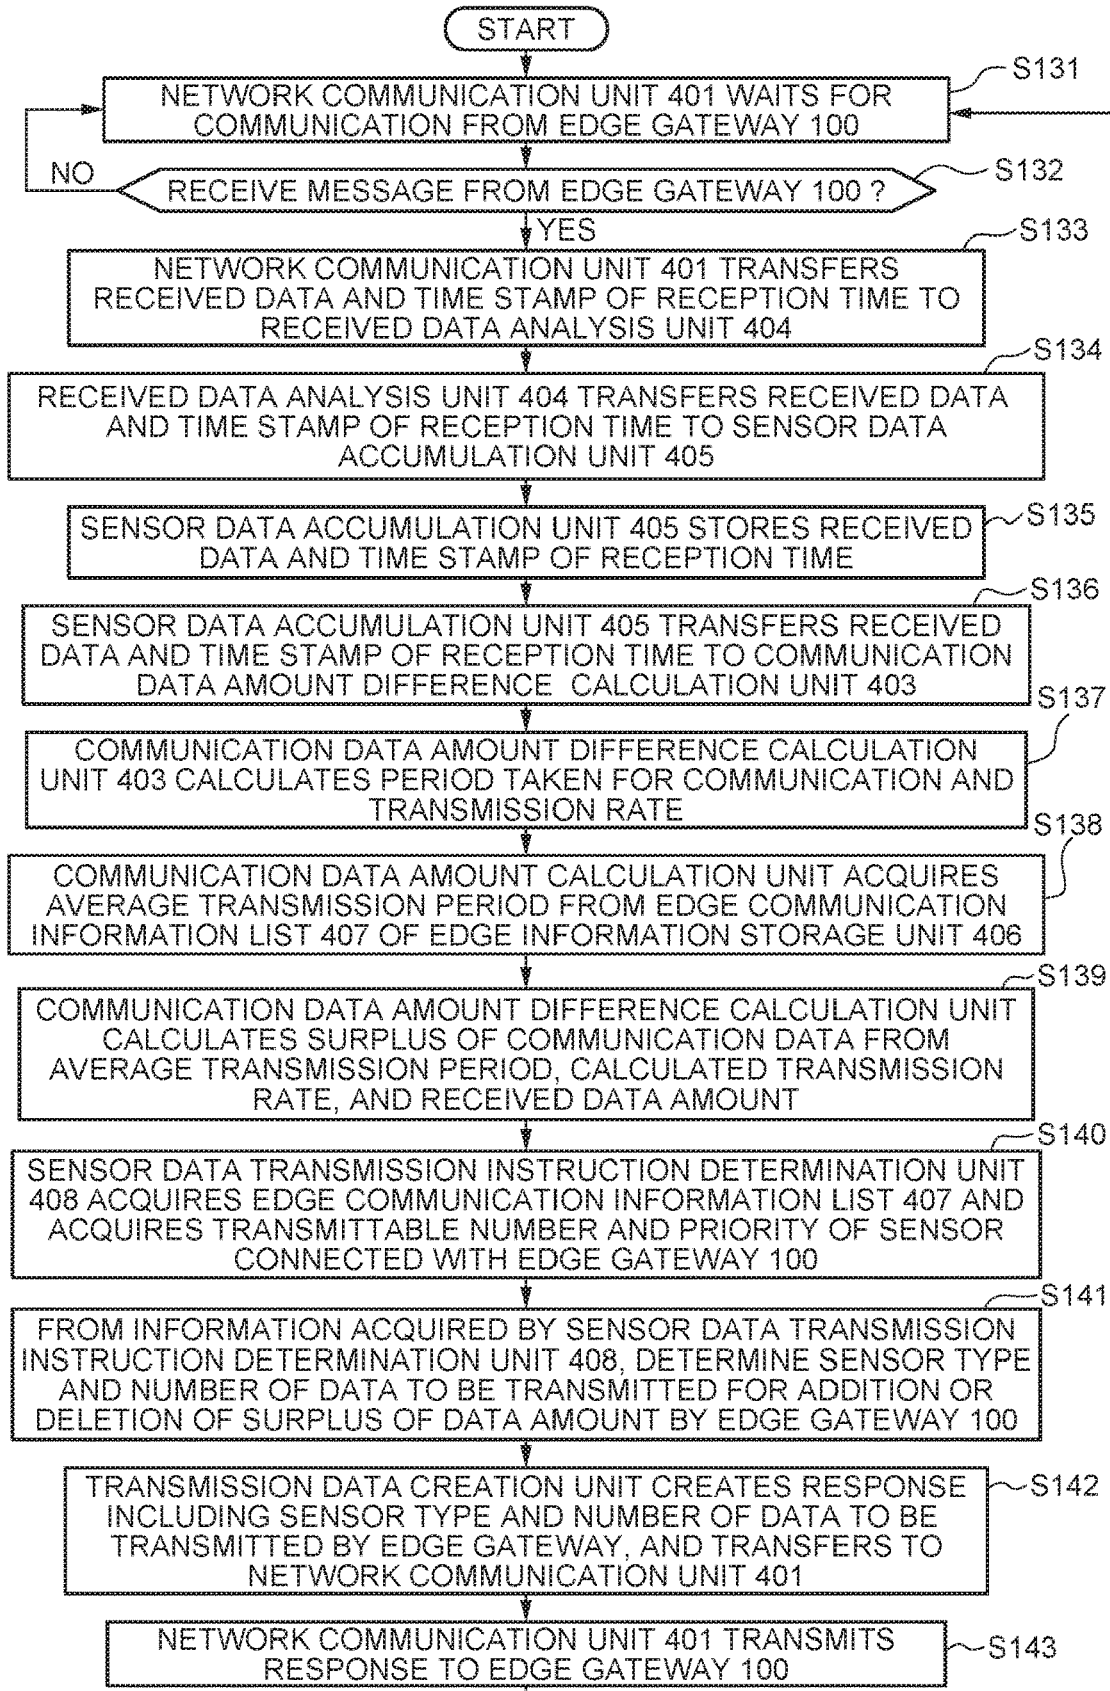 START
S131
NETWORK COMMUNICATION UNIT 401 WAITS FOR
COMMUNICATION FROM EDGE GATEWAY 100
NO
S132
RECEIVE MESSAGE FROM EDGE GATEWAY 100 ?
YES
S133
NETWORK COMMUNICATION UNIT 401 TRANSFERS
RECEIVED DATA AND TIME STAMP OF RECEPTION TIME TO
RECEIVED DATA ANALYSIS UNIT 404
S134
RECEIVED DATA ANALYSIS UNIT 404 TRANSFERS RECEIVED DATA
AND TIME STAMP OF RECEPTION TIME TO SENSOR DATA
ACCUMULATION UNIT 405
S135
SENSOR DATA ACCUMULATION UNIT 405 STORES RECEIVED
DATA AND TIME STAMP OF RECEPTION TIME
S136
SENSOR DATA ACCUMULATION UNIT 405 TRANSFERS RECEIVED
DATA AND TIME STAMP OF RECEPTION TIME TO COMMUNICATION
DATA AMOUNT DIFFERENCE CALCULATION UNIT 403
S137
COMMUNICATION DATA AMOUNT DIFFERENCE CALCULATION
UNIT 403 CALCULATES PERIOD TAKEN FOR COMMUNICATION AND
TRANSMISSION RATE
S138
COMMUNICATION DATA AMOUNT CALCULATION UNIT ACQUIRES
AVERAGE TRANSMISSION PERIOD FROM EDGE COMMUNICATION
INFORMATION LIST 407 OF EDGE INFORMATION STORAGE UNIT 406
S139
COMMUNICATION DATA AMOUNT DIFFERENCE CALCULATION UNIT
CALCULATES SURPLUS OF COMMUNICATION DATA FROM
AVERAGE TRANSMISSION PERIOD, CALCULATED TRANSMISSION
RATE, AND RECEIVED DATA AMOUNT
S140
SENSOR DATA TRANSMISSION INSTRUCTION DETERMINATION UNIT
408 ACQUIRES EDGE COMMUNICATION INFORMATION LIST 407 AND
ACQUIRES TRANSMITTABLE NUMBER AND PRIORITY OF SENSOR
CONNECTED WITH EDGE GATEWAY 100
S141
FROM INFORMATION ACQUIRED BY SENSOR DATA TRANSMISSION
INSTRUCTION DETERMINATION UNIT 408, DETERMINE SENSOR TYPE
AND NUMBER OF DATA TO BE TRANSMITTED FOR ADDITION OR
DELETION OF SURPLUS OF DATA AMOUNT BY EDGE GATEWAY 100
S142
TRANSMISSION DATA CREATION UNIT CREATES RESPONSE
INCLUDING SENSOR TYPE AND NUMBER OF DATA TO BE
TRANSMITTED BY EDGE GATEWAY, AND TRANSFERS TO
NETWORK COMMUNICATION UNIT 401
S143
NETWORK COMMUNICATION UNIT 401 TRANSMITS
RESPONSE TO EDGE GATEWAY 100